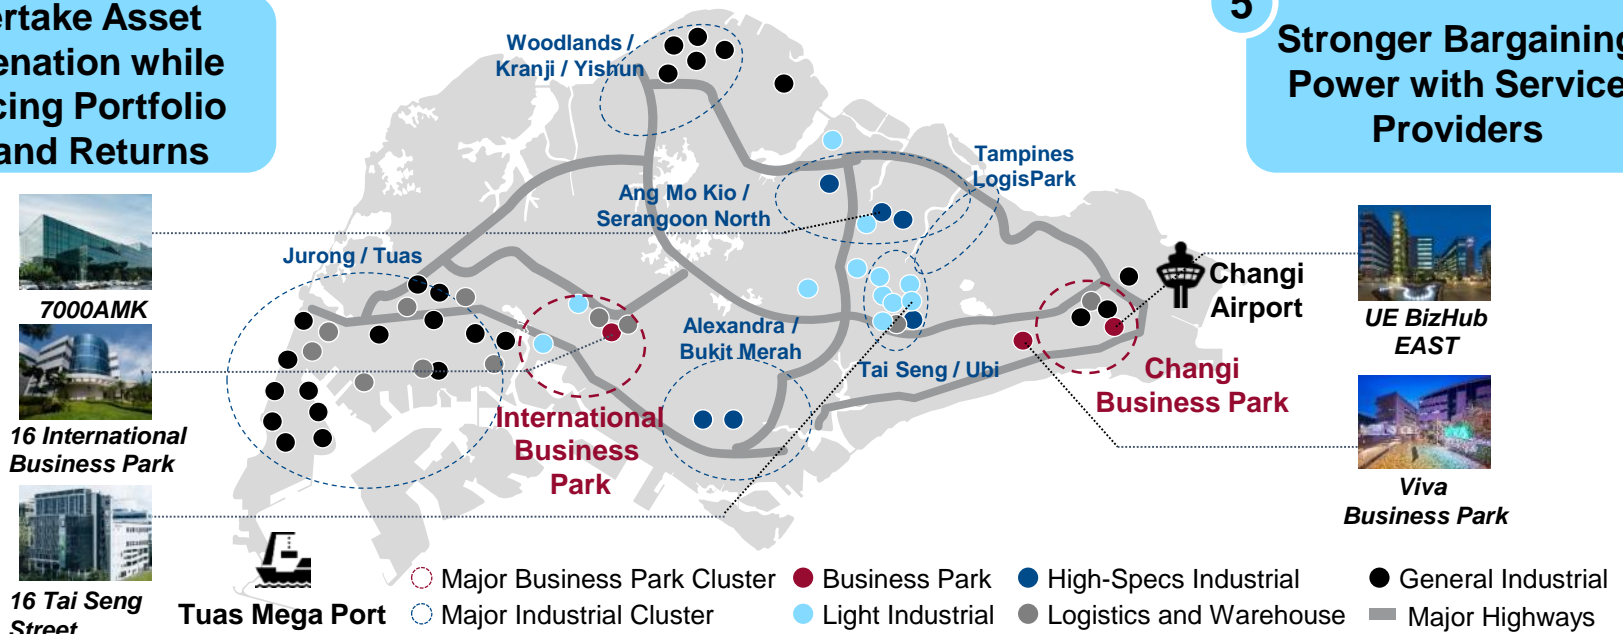 ertake Asset
enation while
cing Portfolio
and Returns
5
Stronger Bargaining
Power with Service
Providers
Woodlands /
Kranji / Yishun
Tampines
LogisPark
Ang Mo Kio /
Serangoon North
Jurong / Tuas
7000AMK
Changi
Airport
UE BizHub
EAST
Alexandra /
Bukit Merah
Tai Seng / Ubi
Changi
Business Park
International
Business
Park
16 International
Business Park
Viva
Business Park
16 Tai Seng
Street
Tuas Mega Port
Major Business Park Cluster
Business Park
High-Specs Industrial
General Industrial
Major Industrial Cluster
Light Industrial
Logistics and Warehouse
Major Highways